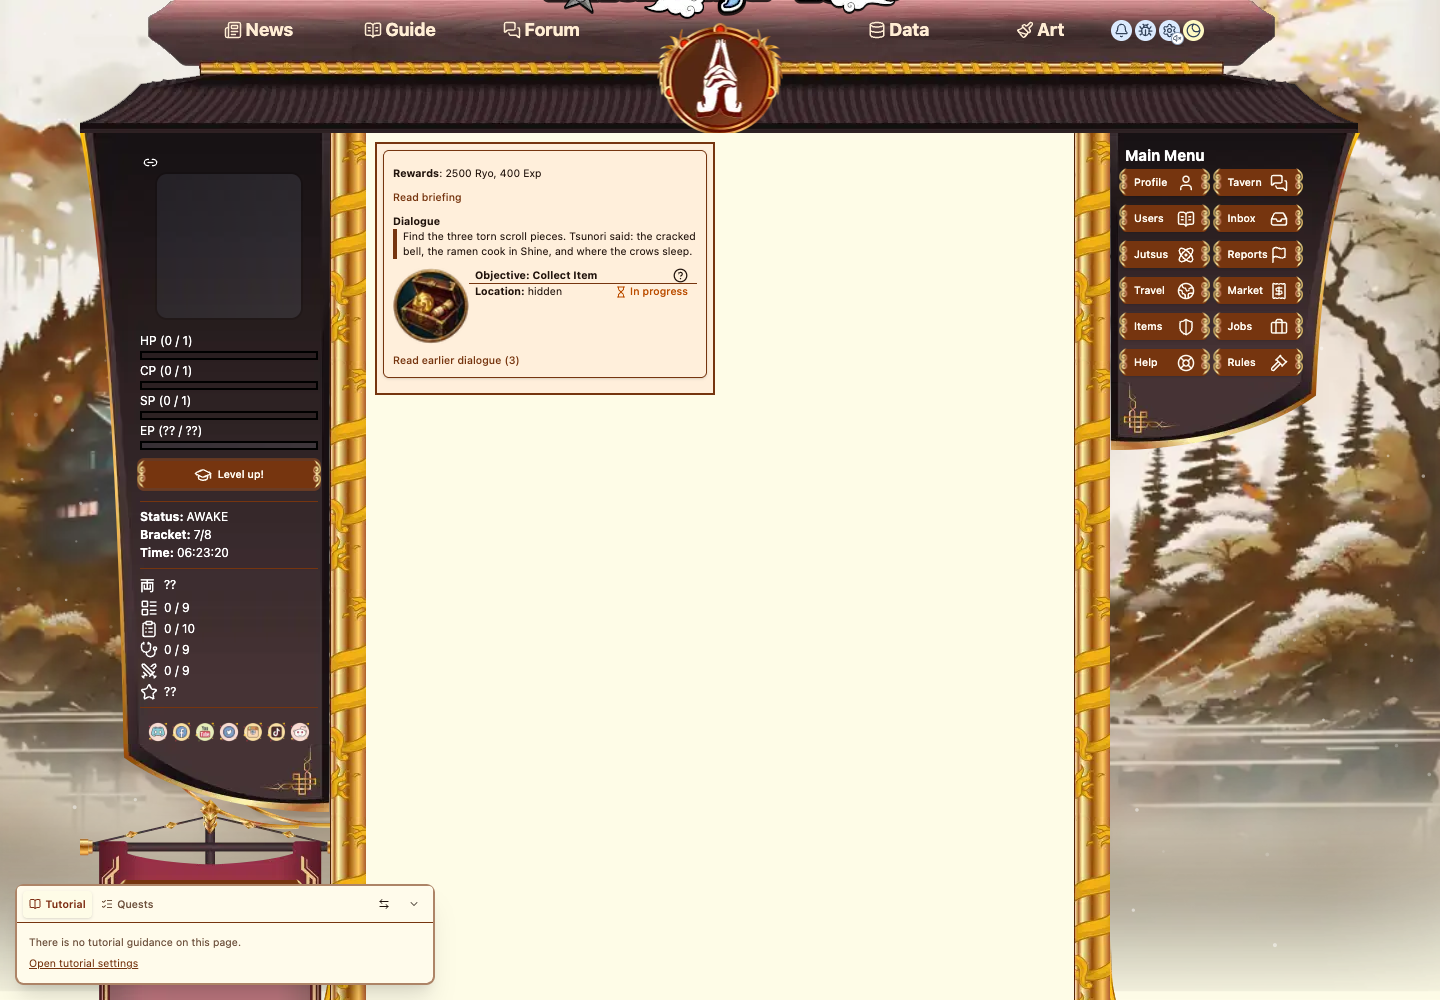 News
Guide
Forum
Data
Art
HP (0 / 1)
CP (0 / 1)
SP (0 / 1)
EP (?? / ??)
Level up!
Status: AWAKE
Bracket: 7/8
Time: 06:23:20
両 ??
0 / 9
0 / 10
0 / 9
0 / 9
??
Rewards: 2500 Ryo, 400 Exp
Read briefing
Dialogue
Find the three torn scroll pieces. Tsunori said: the cracked
bell, the ramen cook in Shine, and where the crows sleep.
Objective: Collect Item
Location: hidden
In progress
Read earlier dialogue (3)
Main Menu
Profile
Tavern
Users
Inbox
Jutsus
Reports
Travel
Market
Items
Jobs
Help
Rules
Tutorial
Quests
There is no tutorial guidance on this page.
Open tutorial settings